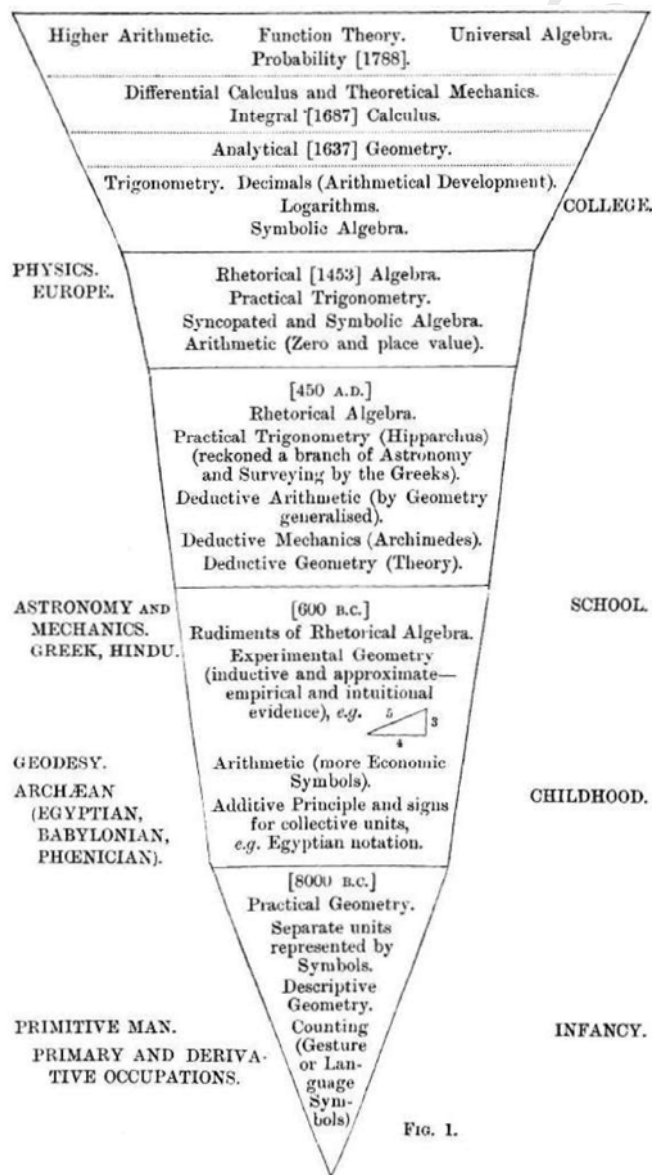 Higher Arithmetic. Function Theory. Universal Algebra.
Probability [1788].
Differential Calculus and Theoretical Mechanics.
Integral [1687] Calculus.
Analytical [1637] Geometry.
Trigonometry. Decimals (Arithmetical Development).
Logarithms.
COLLEGE.
Symbolic Algebra.
PHYSICS.
EUROPE.
Rhetorical [1453] Algebra.
Practical Trigonometry.
Syncopated and Symbolic Algebra.
Arithmetic (Zero and place value).
[450 A.D.]
Rhetorical Algebra.
Practical Trigonometry (Hipparchus)
(reckoned a branch of Astronomy
and Surveying by the Greeks).
Deductive Arithmetic (by Geometry
generalised).
Deductive Mechanics (Archimedes).
Deductive Geometry (Theory).
ASTRONOMY AND
MECHANICS.
GREEK, HINDU.
[600 B.C.]
SCHOOL.
Rudiments of Rhetorical Algebra.
Experimental Geometry
(inductive and approximate—
empirical and intuitional
evidence), e.g.
5
3
4
GEODESY.
ARCHÆAN
(EGYPTIAN,
BABYLONIAN,
PHŒNICIAN).
Arithmetic (more Economic
Symbols).
Additive Principle and signs
for collective units,
e.g. Egyptian notation.
CHILDHOOD.
[8000 B.C.]
Practical Geometry.
Separate units
represented by
Symbols.
Descriptive
Geometry.
PRIMITIVE MAN.
PRIMARY AND DERIVA-
TIVE OCCUPATIONS.
Counting
(Gesture
or Lan-
guage
Sym-
bols)
INFANCY.
FIG. 1.